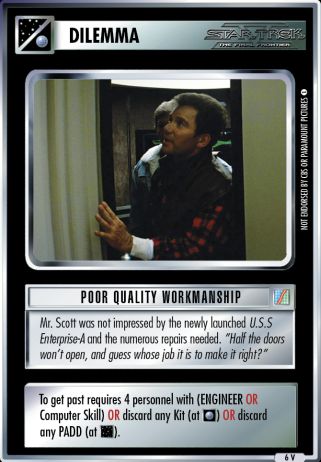 DILEMMA
STAR TREK
THE FINAL FRONTIER
NOT ENDORSED BY CBS OR PARAMOUNT PICTURES
POOR QUALITY WORKMANSHIP
Mr. Scott was not impressed by the newly launched U.S.S
Enterprise-A and the numerous repairs needed. "Half the doors
won't open, and guess whose job it is to make it right?"
To get past requires 4 personnel with (ENGINEER OR
Computer Skill) OR discard any Kit (at ) OR discard
any PADD (at ).
6 V